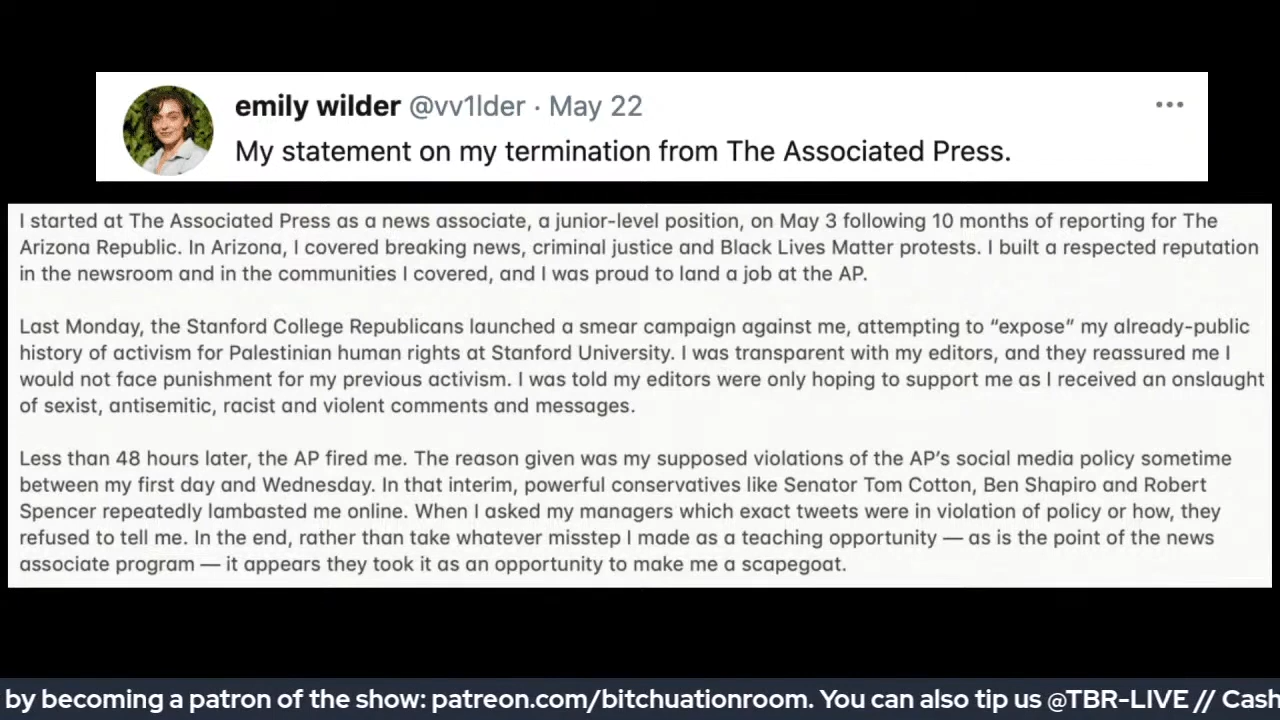 emily wilder @vv1lder · May 22
My statement on my termination from The Associated Press.
I started at The Associated Press as a news associate, a junior-level position, on May 3 following 10 months of reporting for The
Arizona Republic. In Arizona, I covered breaking news, criminal justice and Black Lives Matter protests. I built a respected reputation
in the newsroom and in the communities I covered, and I was proud to land a job at the AP.
Last Monday, the Stanford College Republicans launched a smear campaign against me, attempting to “expose” my already-public
history of activism for Palestinian human rights at Stanford University. I was transparent with my editors, and they reassured me I
would not face punishment for my previous activism. I was told my editors were only hoping to support me as I received an onslaught
of sexist, antisemitic, racist and violent comments and messages.
Less than 48 hours later, the AP fired me. The reason given was my supposed violations of the AP’s social media policy sometime
between my first day and Wednesday. In that interim, powerful conservatives like Senator Tom Cotton, Ben Shapiro and Robert
Spencer repeatedly lambasted me online. When I asked my managers which exact tweets were in violation of policy or how, they
refused to tell me. In the end, rather than take whatever misstep I made as a teaching opportunity — as is the point of the news
associate program — it appears they took it as an opportunity to make me a scapegoat.
by becoming a patron of the show: patreon.com/bitchuationroom. You can also tip us @TBR-LIVE // Cash